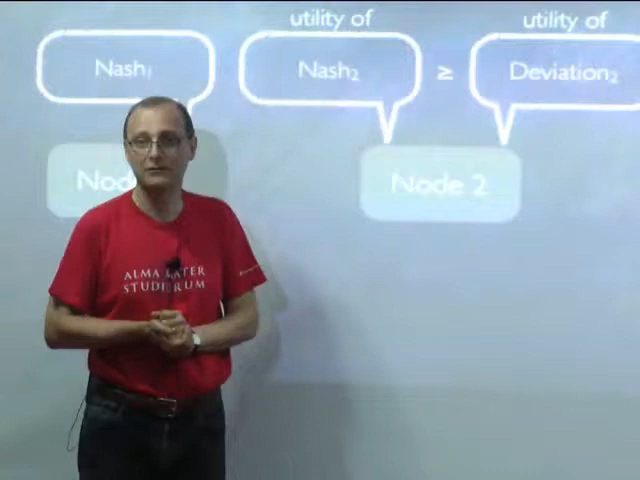 utility of
utility of
Nash₁
Nash₂
≥
Deviation₂
Node 2
ALMA MATER
STUDIORUM